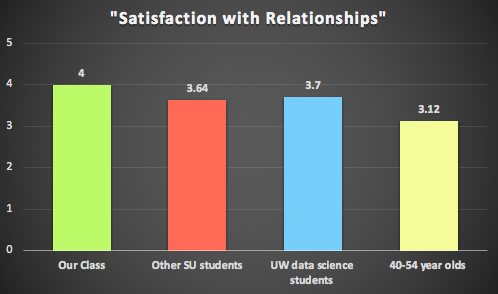 "Satisfaction with Relationships"
5
4
3
2
1
0
4
3.64
3.7
3.12
Our Class
Other SU students
UW data science
students
40-54 year olds